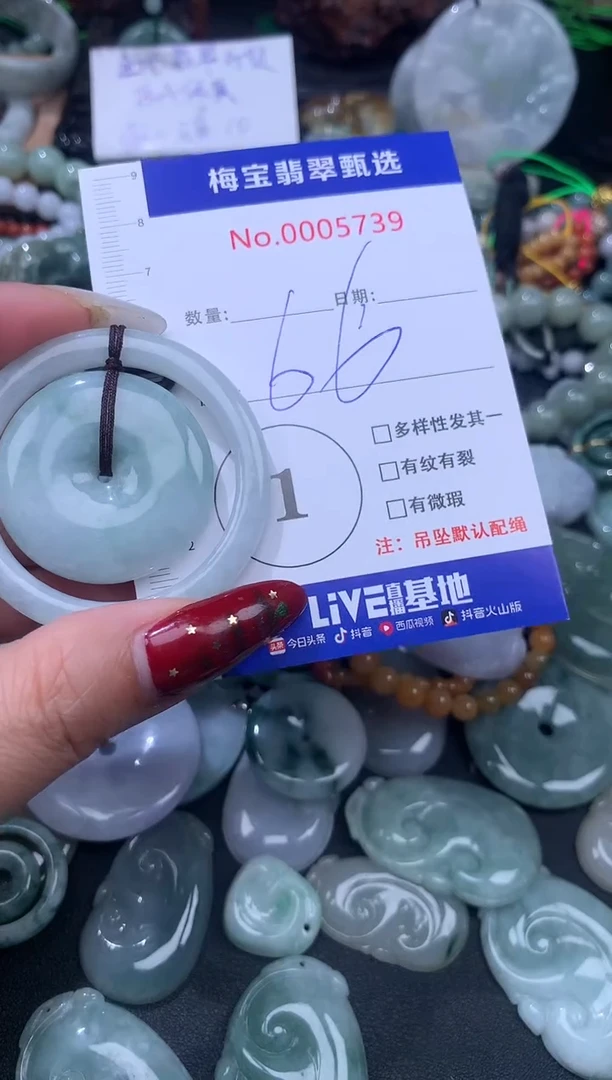 梅宝翡翠甄选
No.0005739
数量:
日期:
66
1
□多样性发其一
□有纹有裂
□有微瑕
注: 吊坠默认配绳
LiVE直播基地
头条 今日头条 抖音 西瓜视频 抖音火山版
9
8
7
2